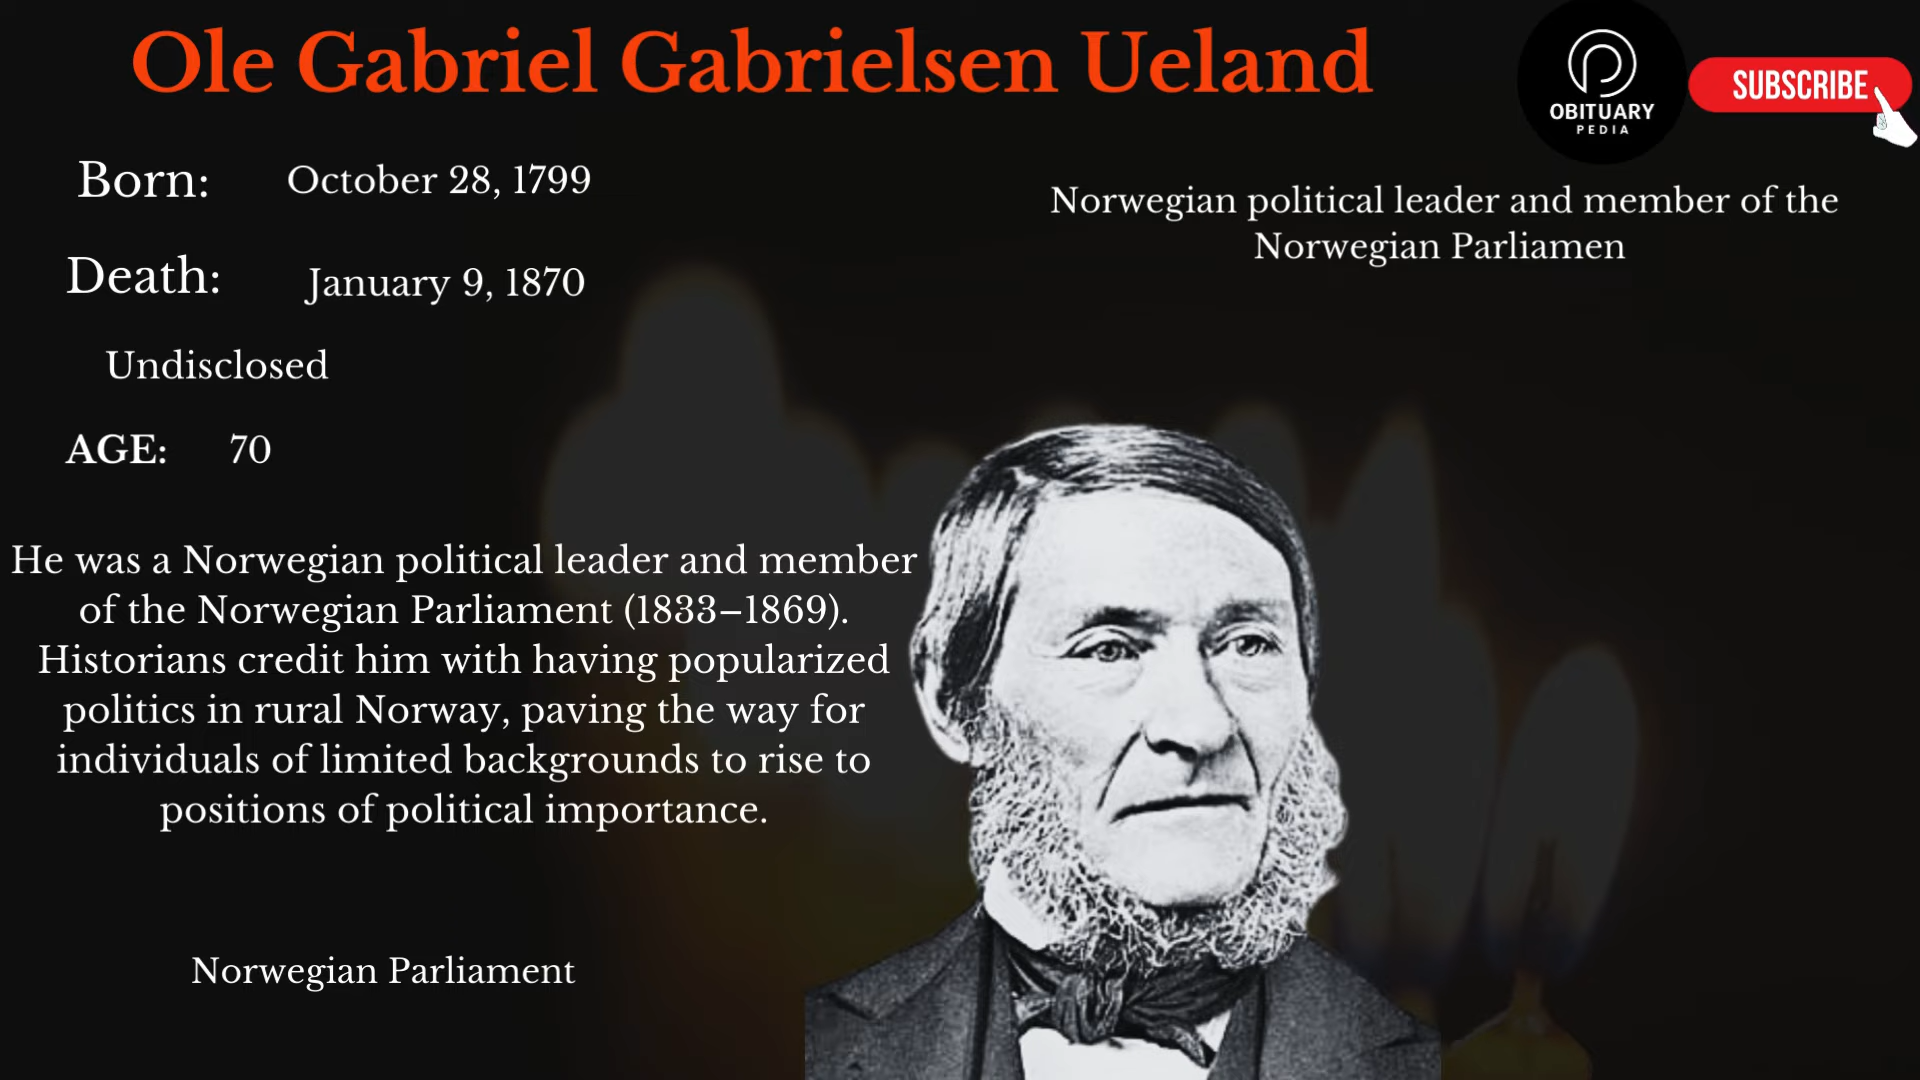 Ole Gabriel Gabrielsen Ueland
OBITUARY
PEDIA
SUBSCRIBE
Born: October 28, 1799
Norwegian political leader and member of the
Norwegian Parliamen
Death: January 9, 1870
Undisclosed
AGE: 70
He was a Norwegian political leader and member
of the Norwegian Parliament (1833–1869).
Historians credit him with having popularized
politics in rural Norway, paving the way for
individuals of limited backgrounds to rise to
positions of political importance.
Norwegian Parliament